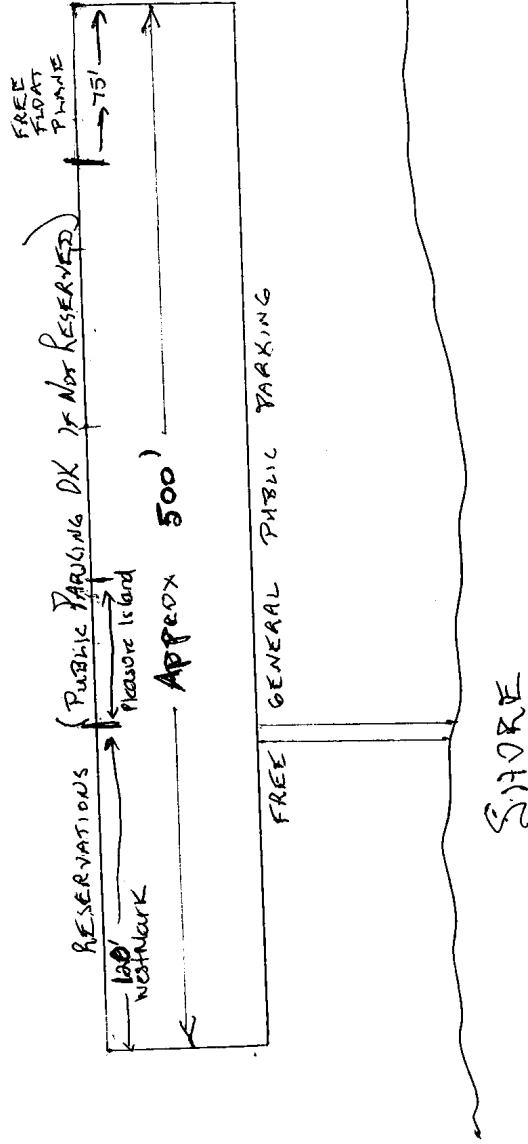 FREE
FLOAT
PLANE
75'
RESERVATIONS
(PUBLIC PARKING OK IF NOT RESERVED)
120'
WestMark
Pleasure Island
APPROX 500'
FREE GENERAL PUBLIC PARKING
SHORE